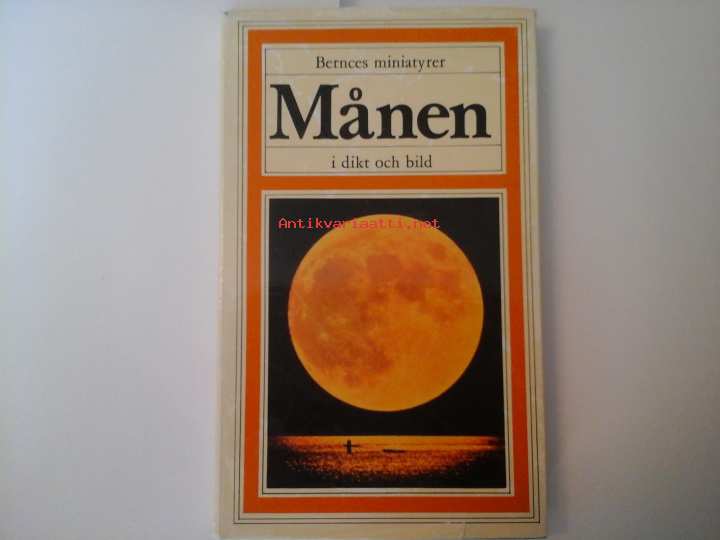 Bernces miniatyrer
Månen
i dikt och bild
Antikvariaatti.net